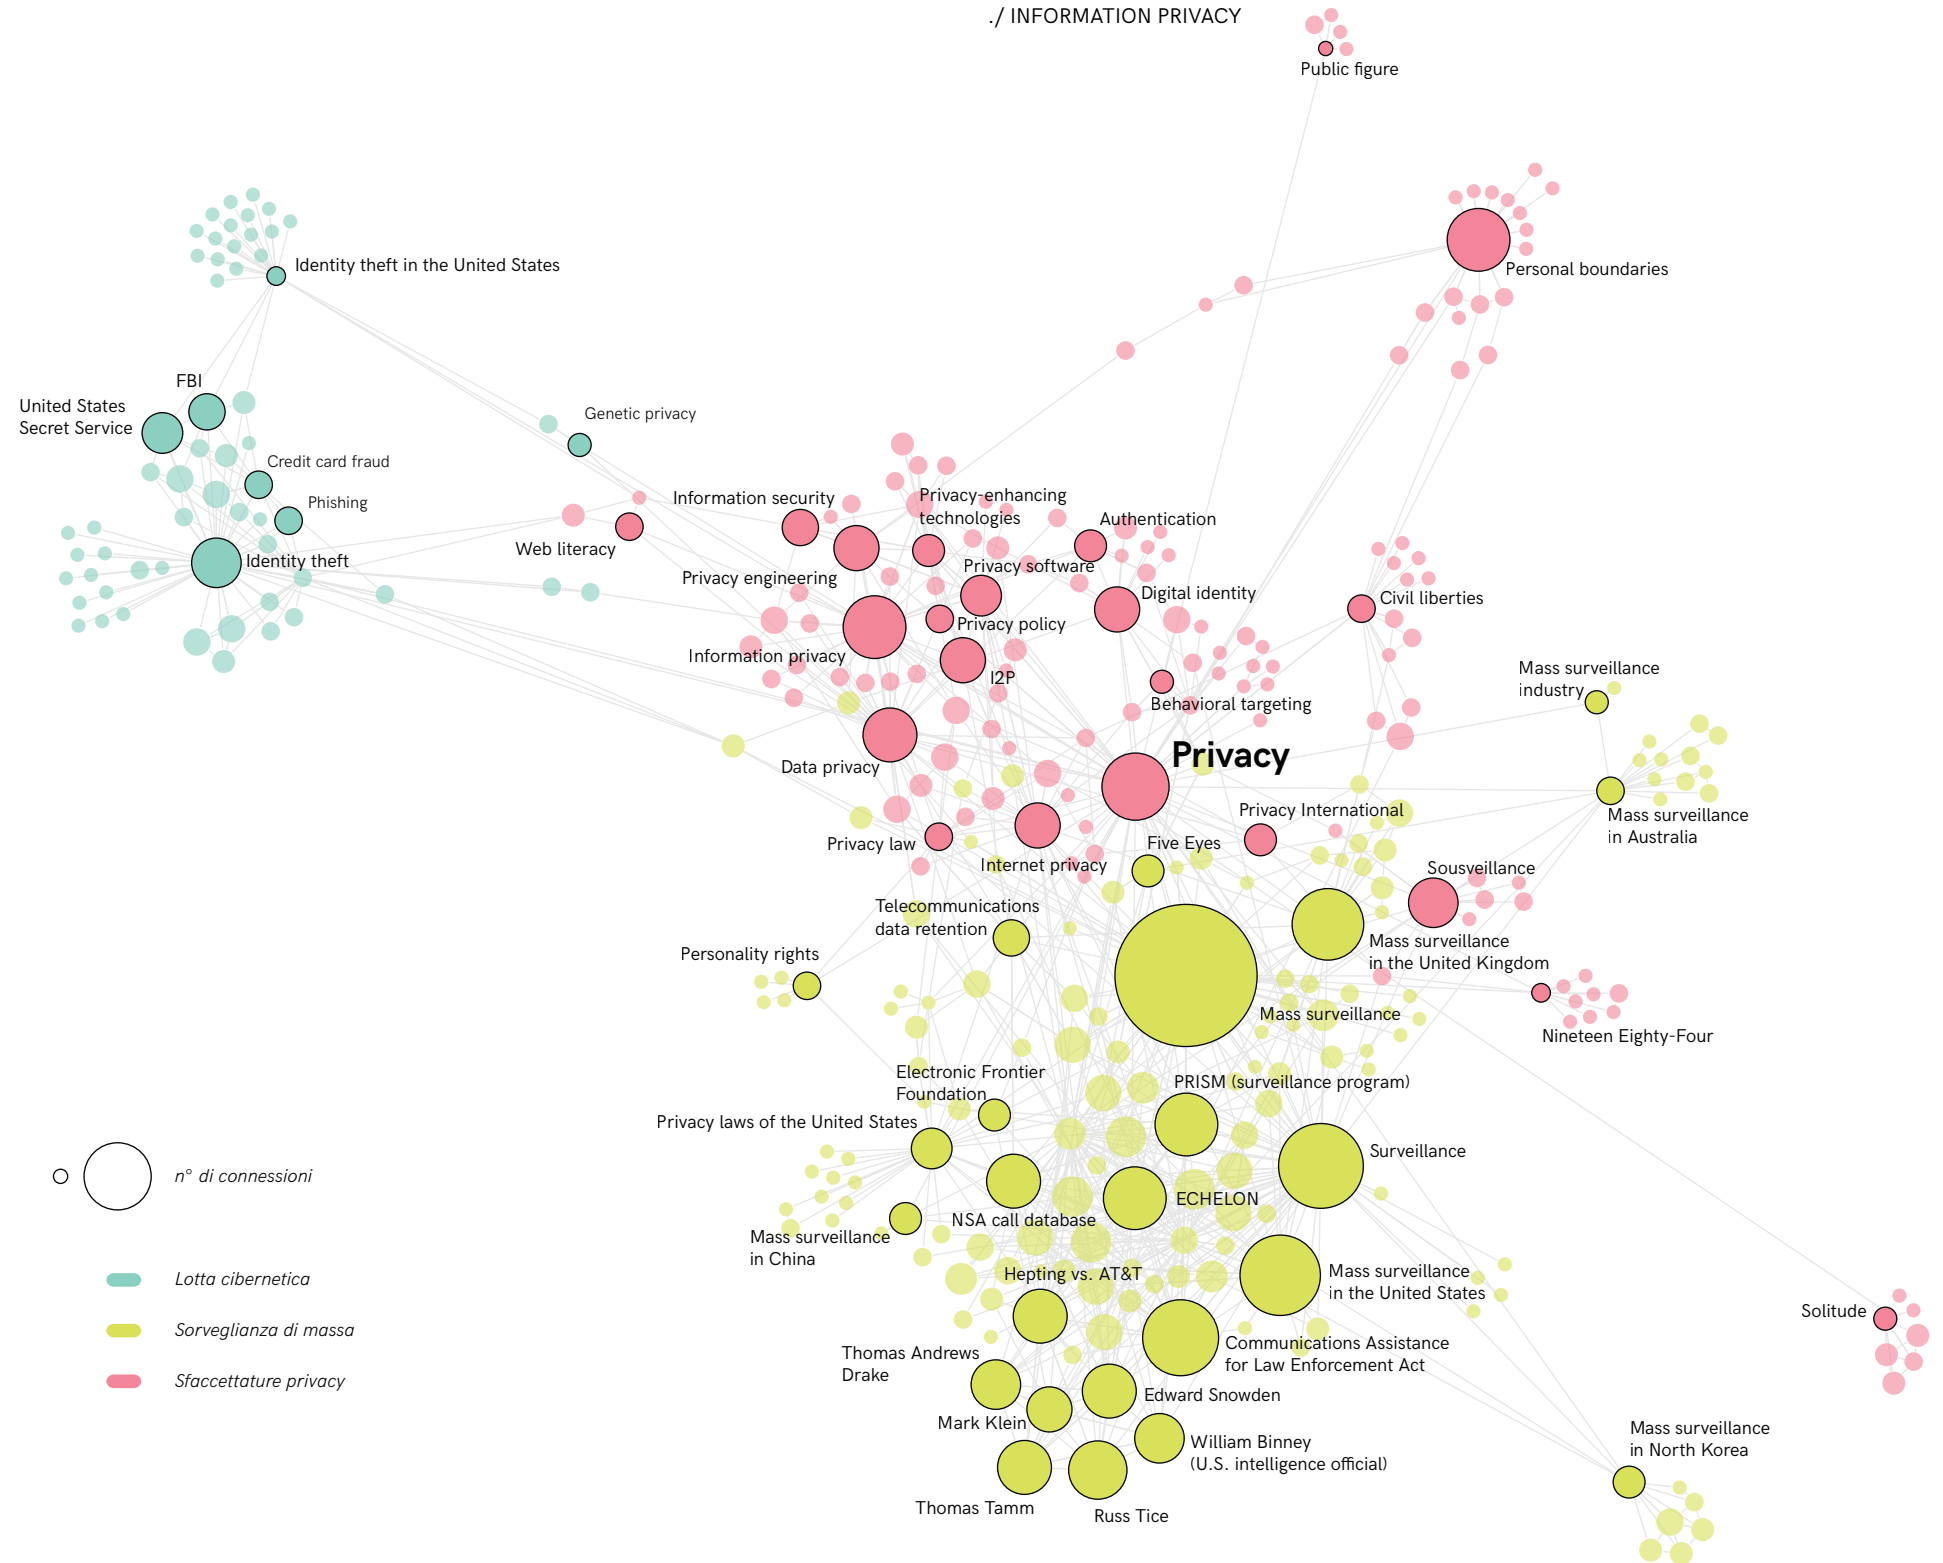 ./ INFORMATION PRIVACY
Public figure
Personal boundaries
Identity theft in the United States
FBI
United States
Secret Service
Credit card fraud
Phishing
Identity theft
Genetic privacy
Web literacy
Information security
Privacy-enhancing
technologies
Authentication
Privacy engineering
Privacy software
Digital identity
Civil liberties
Privacy policy
Information privacy
I2P
Behavioral targeting
Mass surveillance
industry
Privacy
Data privacy
Privacy International
Mass surveillance
in Australia
Privacy law
Internet privacy
Five Eyes
Sousveillance
Telecommunications
data retention
Mass surveillance
in the United Kingdom
Personality rights
Mass surveillance
Nineteen Eighty-Four
Electronic Frontier
Foundation
PRISM (surveillance program)
Privacy laws of the United States
Surveillance
ECHELON
NSA call database
Mass surveillance
in China
Hepting vs. AT&T
Mass surveillance
in the United States
Solitude
Thomas Andrews
Drake
Communications Assistance
for Law Enforcement Act
Edward Snowden
Mark Klein
William Binney
(U.S. intelligence official)
Mass surveillance
in North Korea
Thomas Tamm
Russ Tice
n° di connessioni
Lotta cibernetica
Sorveglianza di massa
Sfaccettature privacy